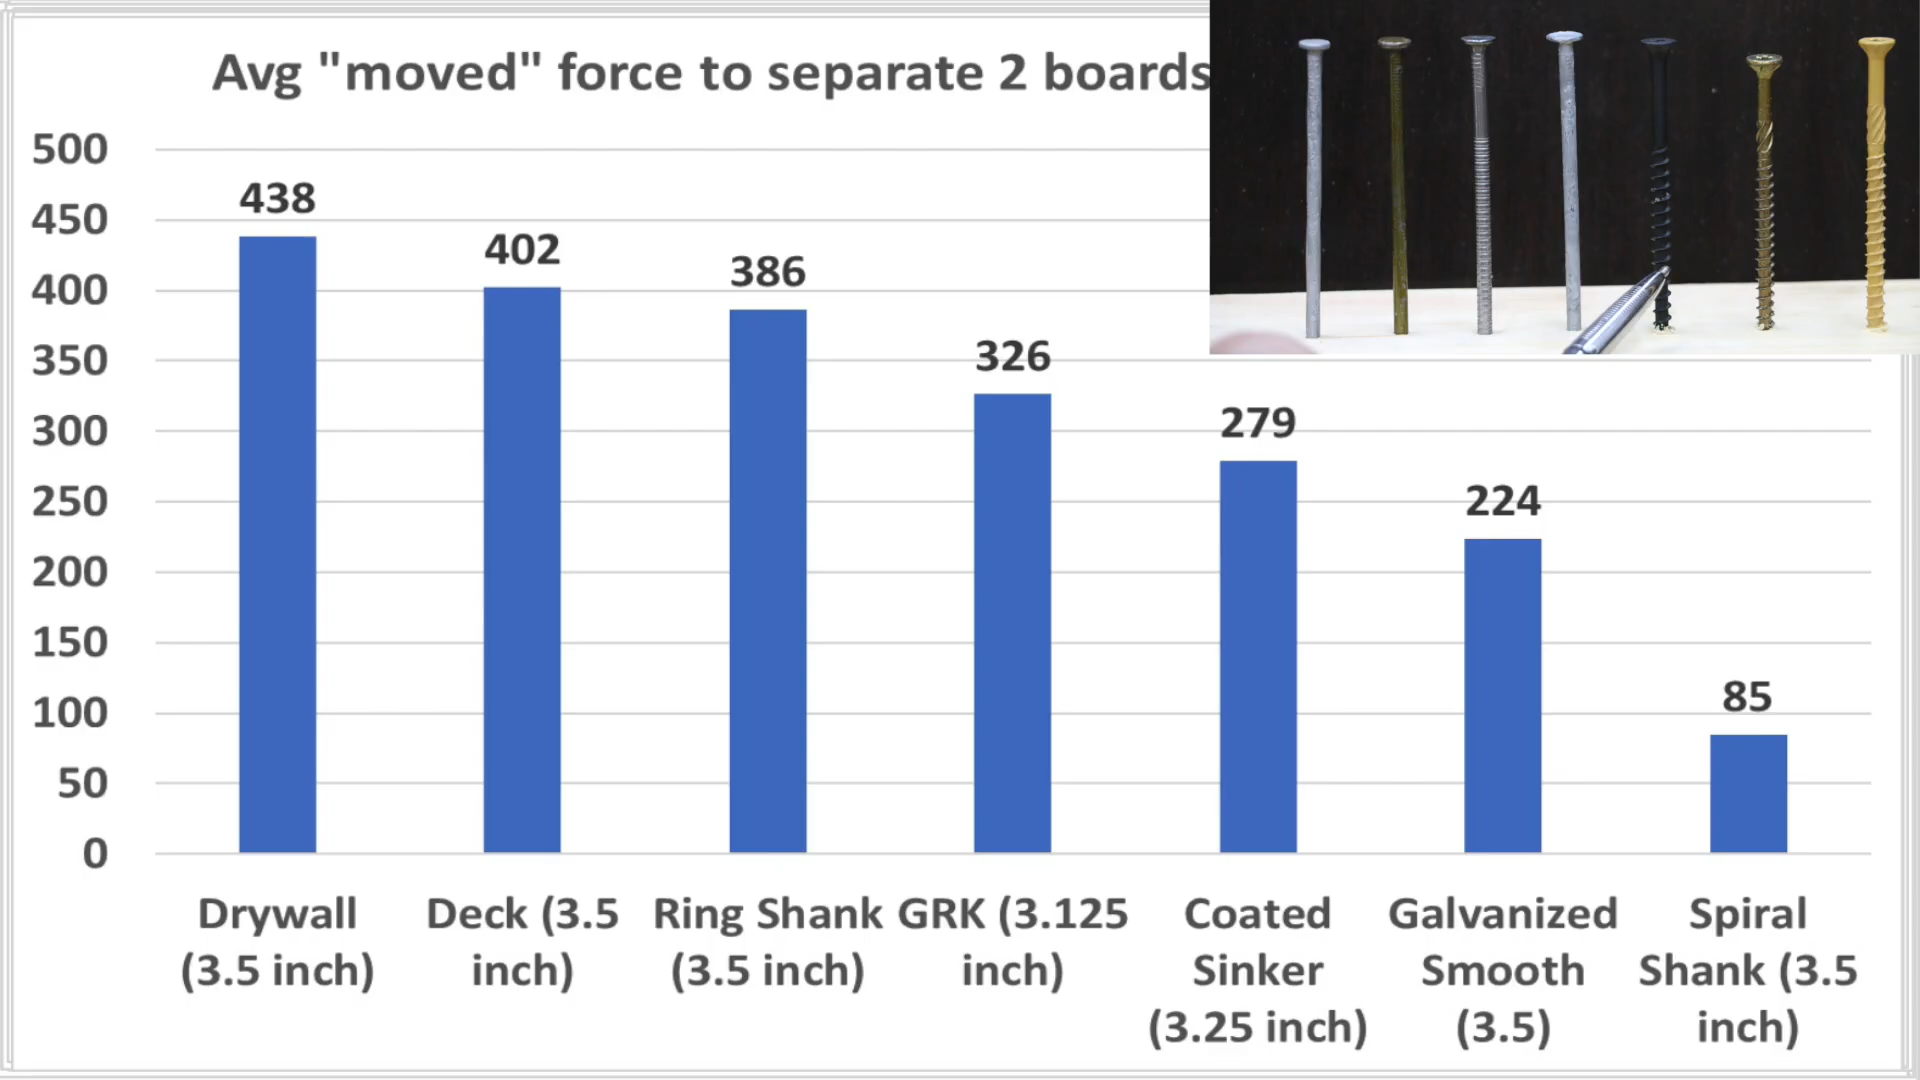 Avg "moved" force to separate 2 boards
500
450
400
350
300
250
200
150
100
50
0
438
402
386
326
279
224
85
Drywall
(3.5 inch)
Deck (3.5
inch)
Ring Shank
(3.5 inch)
GRK (3.125
inch)
Coated
Sinker
(3.25 inch)
Galvanized
Smooth
(3.5)
Spiral
Shank (3.5
inch)